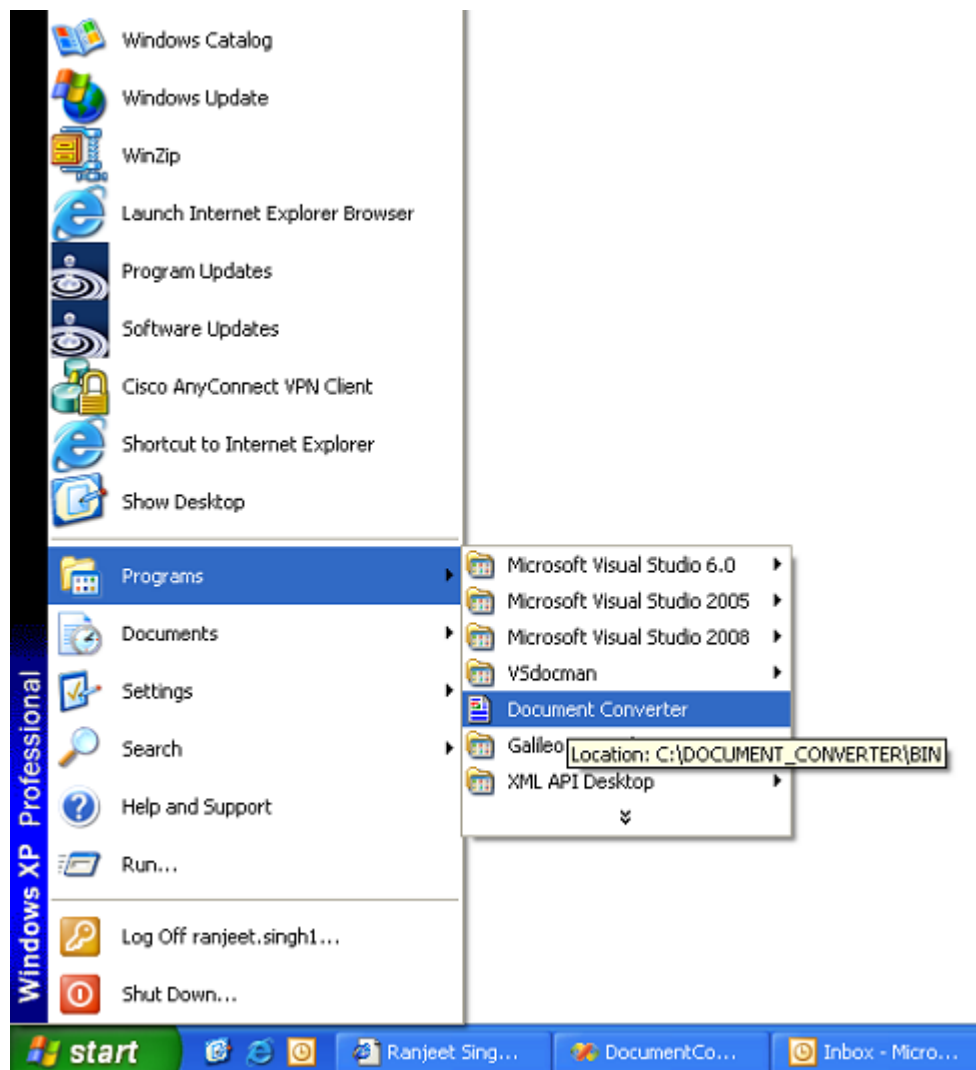 Windows Catalog
Windows Update
WinZip
Launch Internet Explorer Browser
Program Updates
Software Updates
Cisco AnyConnect VPN Client
Shortcut to Internet Explorer
Show Desktop
Programs
Documents
Settings
Search
Help and Support
Run...
Log Off ranjeet.singh1...
Shut Down...
Windows XP Professional
Microsoft Visual Studio 6.0
Microsoft Visual Studio 2005
Microsoft Visual Studio 2008
VSdocman
Document Converter
Galileo
Location: C:\DOCUMENT_CONVERTER\BIN
XML API Desktop
start
Ranjeet Sing...
DocumentCo...
Inbox - Micro...